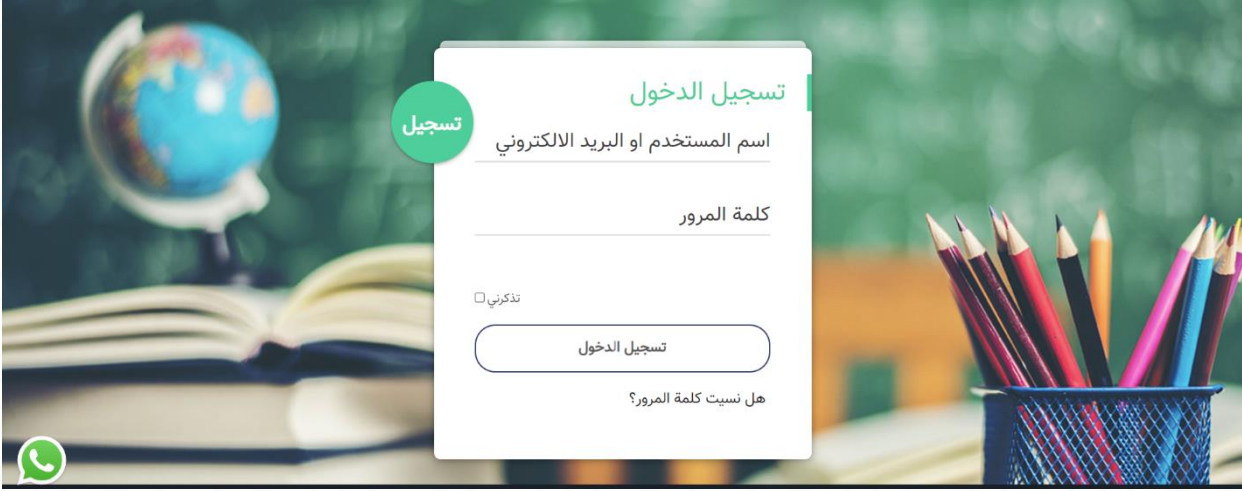 تسجيل الدخول
تسجيل
اسم المستخدم او البريد الالكتروني
كلمة المرور
تذكرني
تسجيل الدخول
هل نسيت كلمة المرور؟